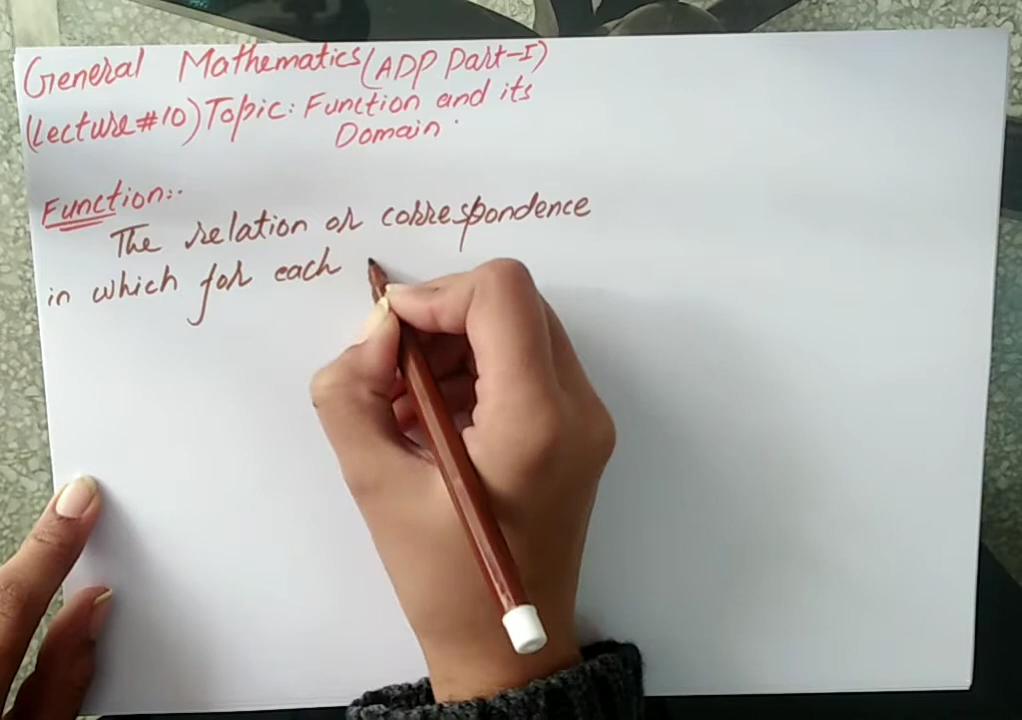 General Mathematics (ADP Part-I)
(Lecture#10) Topic: Function and its
Domain.
Function:-
The relation or correspondence
in which for each